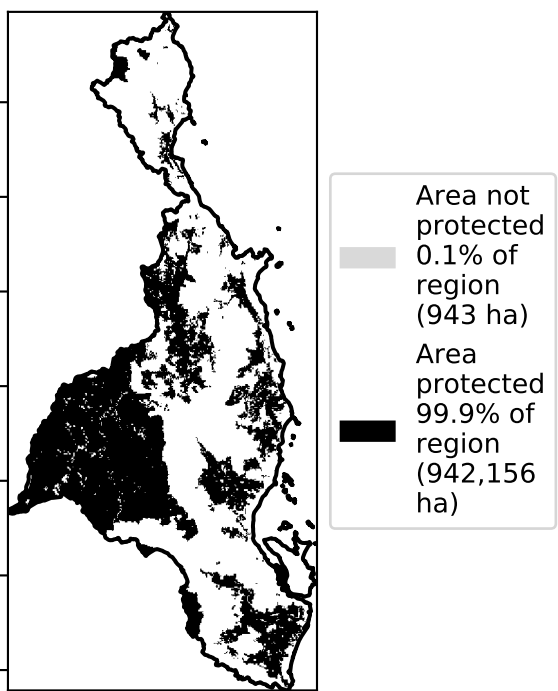 Area not
protected
0.1% of
region
(943 ha)
Area
protected
99.9% of
region
(942,156
ha)